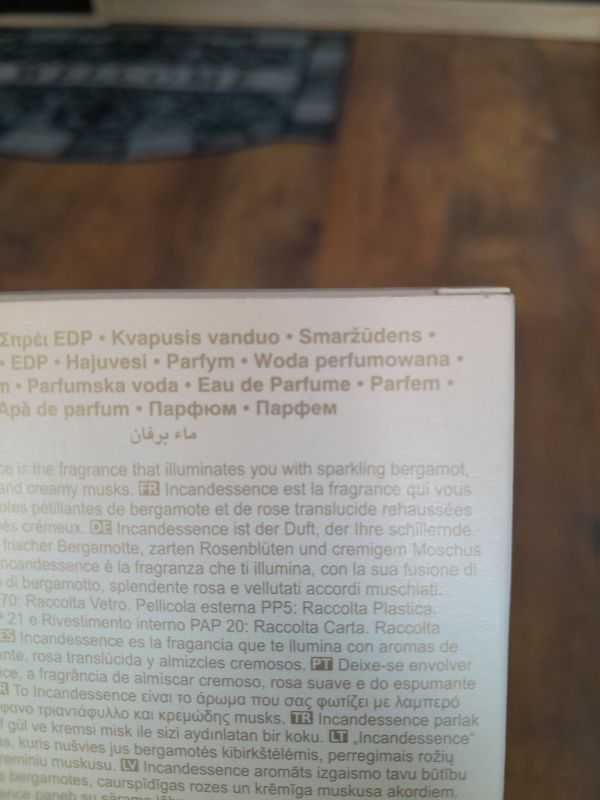 Σπρέι EDP • Kvapusis vanduo • Smaržūdens •
• EDP • Hajuvesi • Parfym • Woda perfumowana •
• Parfumska voda • Eau de Parfume • Parfem •
Apă de parfum • Парфюм • Парфем
ماء برفان
is the fragrance that illuminates you with sparkling bergamot,
and creamy musks. FR Incandessence est la fragrance qui vous
pétillantes de bergamote et de rose translucide rehaussées
crémeux. DE Incandessence ist der Duft, der Ihre schillernde
frischer Bergamotte, zarten Rosenblüten und cremigem Moschus
Incandessence è la fragranza che ti illumina, con la sua fusione di
di bergamotto, splendente rosa e vellutati accordi muschiati.
70: Raccolta Vetro. Pellicola esterna PP5: Raccolta Plastica.
21 e Rivestimento interno PAP 20: Raccolta Carta. Raccolta
ES Incandessence es la fragancia que te ilumina con aromas de
rosa translúcida y almizcles cremosos. PT Deixe-se envolver
a fragrância de almíscar cremoso, rosa suave e do espumante
Το Incandessence είναι το άρωμα που σας φωτίζει με λαμπερό
τριαντάφυλλο και κρεμώδης musks. TR Incandessence parlak
gül ve kremsi misk ile sizi aydınlatan bir koku. LT „Incandessence“
kuris nušvies jus bergamotės kibirkštėlėmis, perregimais rožių
kreminiu muskusu. LV Incandessence aromāts izgaismo tavu būtību
bergamotes, caurspīdīgas rozes un krēmīga muskusa akordiem.